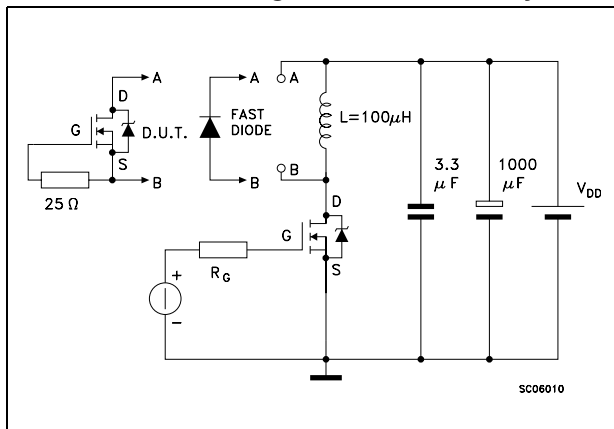 A
D
G
D.U.T.
S
B
25 Ω
A
FAST
DIODE
B
A
L=100μH
B
D
G
S
R_G
+
-
3.3
μF
1000
μF
V_DD
SC06010